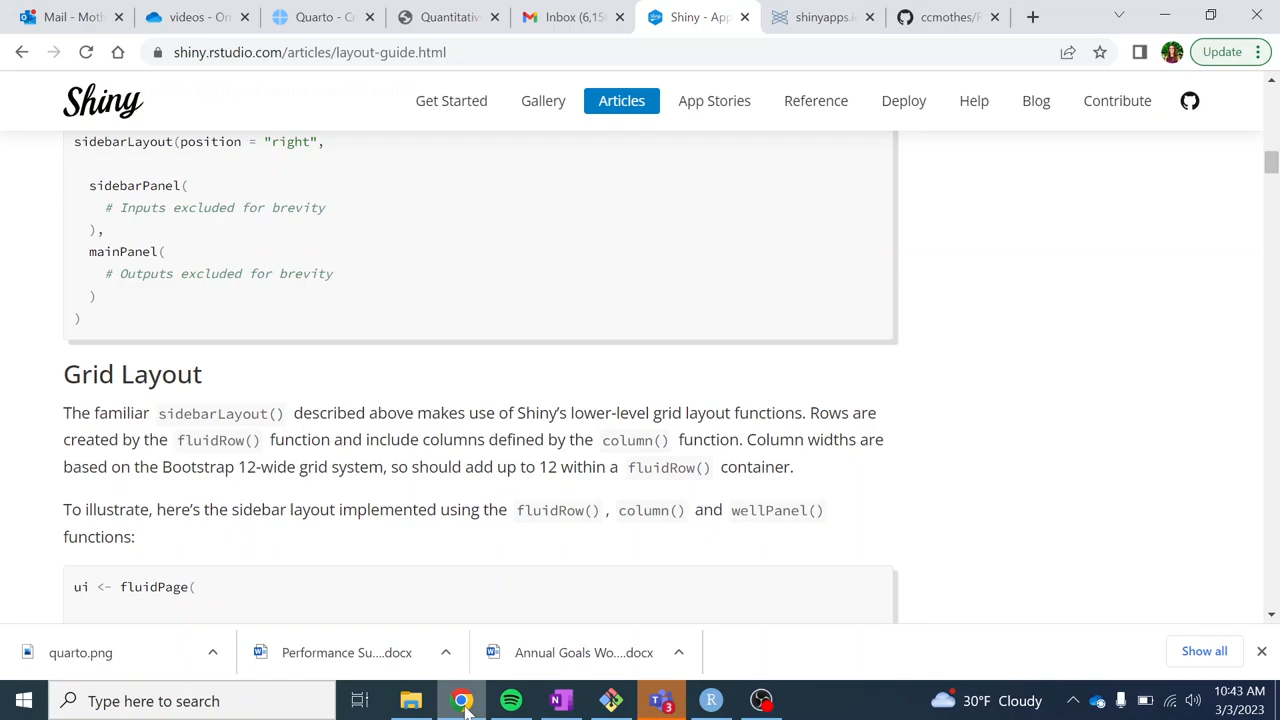 Mail - Moth
videos - On
Quarto - Cr
Quantitativ
Inbox (6,15
Shiny - App
shinyapps.i
ccmothes/R
shiny.rstudio.com/articles/layout-guide.html
Update
Shiny
Get Started
Gallery
Articles
App Stories
Reference
Deploy
Help
Blog
Contribute
sidebarLayout(position = "right",
sidebarPanel(
# Inputs excluded for brevity
),
mainPanel(
# Outputs excluded for brevity
)
)
Grid Layout
The familiar sidebarLayout() described above makes use of Shiny's lower-level grid layout functions. Rows are
created by the fluidRow() function and include columns defined by the column() function. Column widths are
based on the Bootstrap 12-wide grid system, so should add up to 12 within a fluidRow() container.
To illustrate, here's the sidebar layout implemented using the fluidRow() , column() and wellPanel()
functions:
ui <- fluidPage(
quarto.png
Performance Su....docx
Annual Goals Wo....docx
Show all
Type here to search
3
R
30°F Cloudy
10:43 AM
3/3/2023